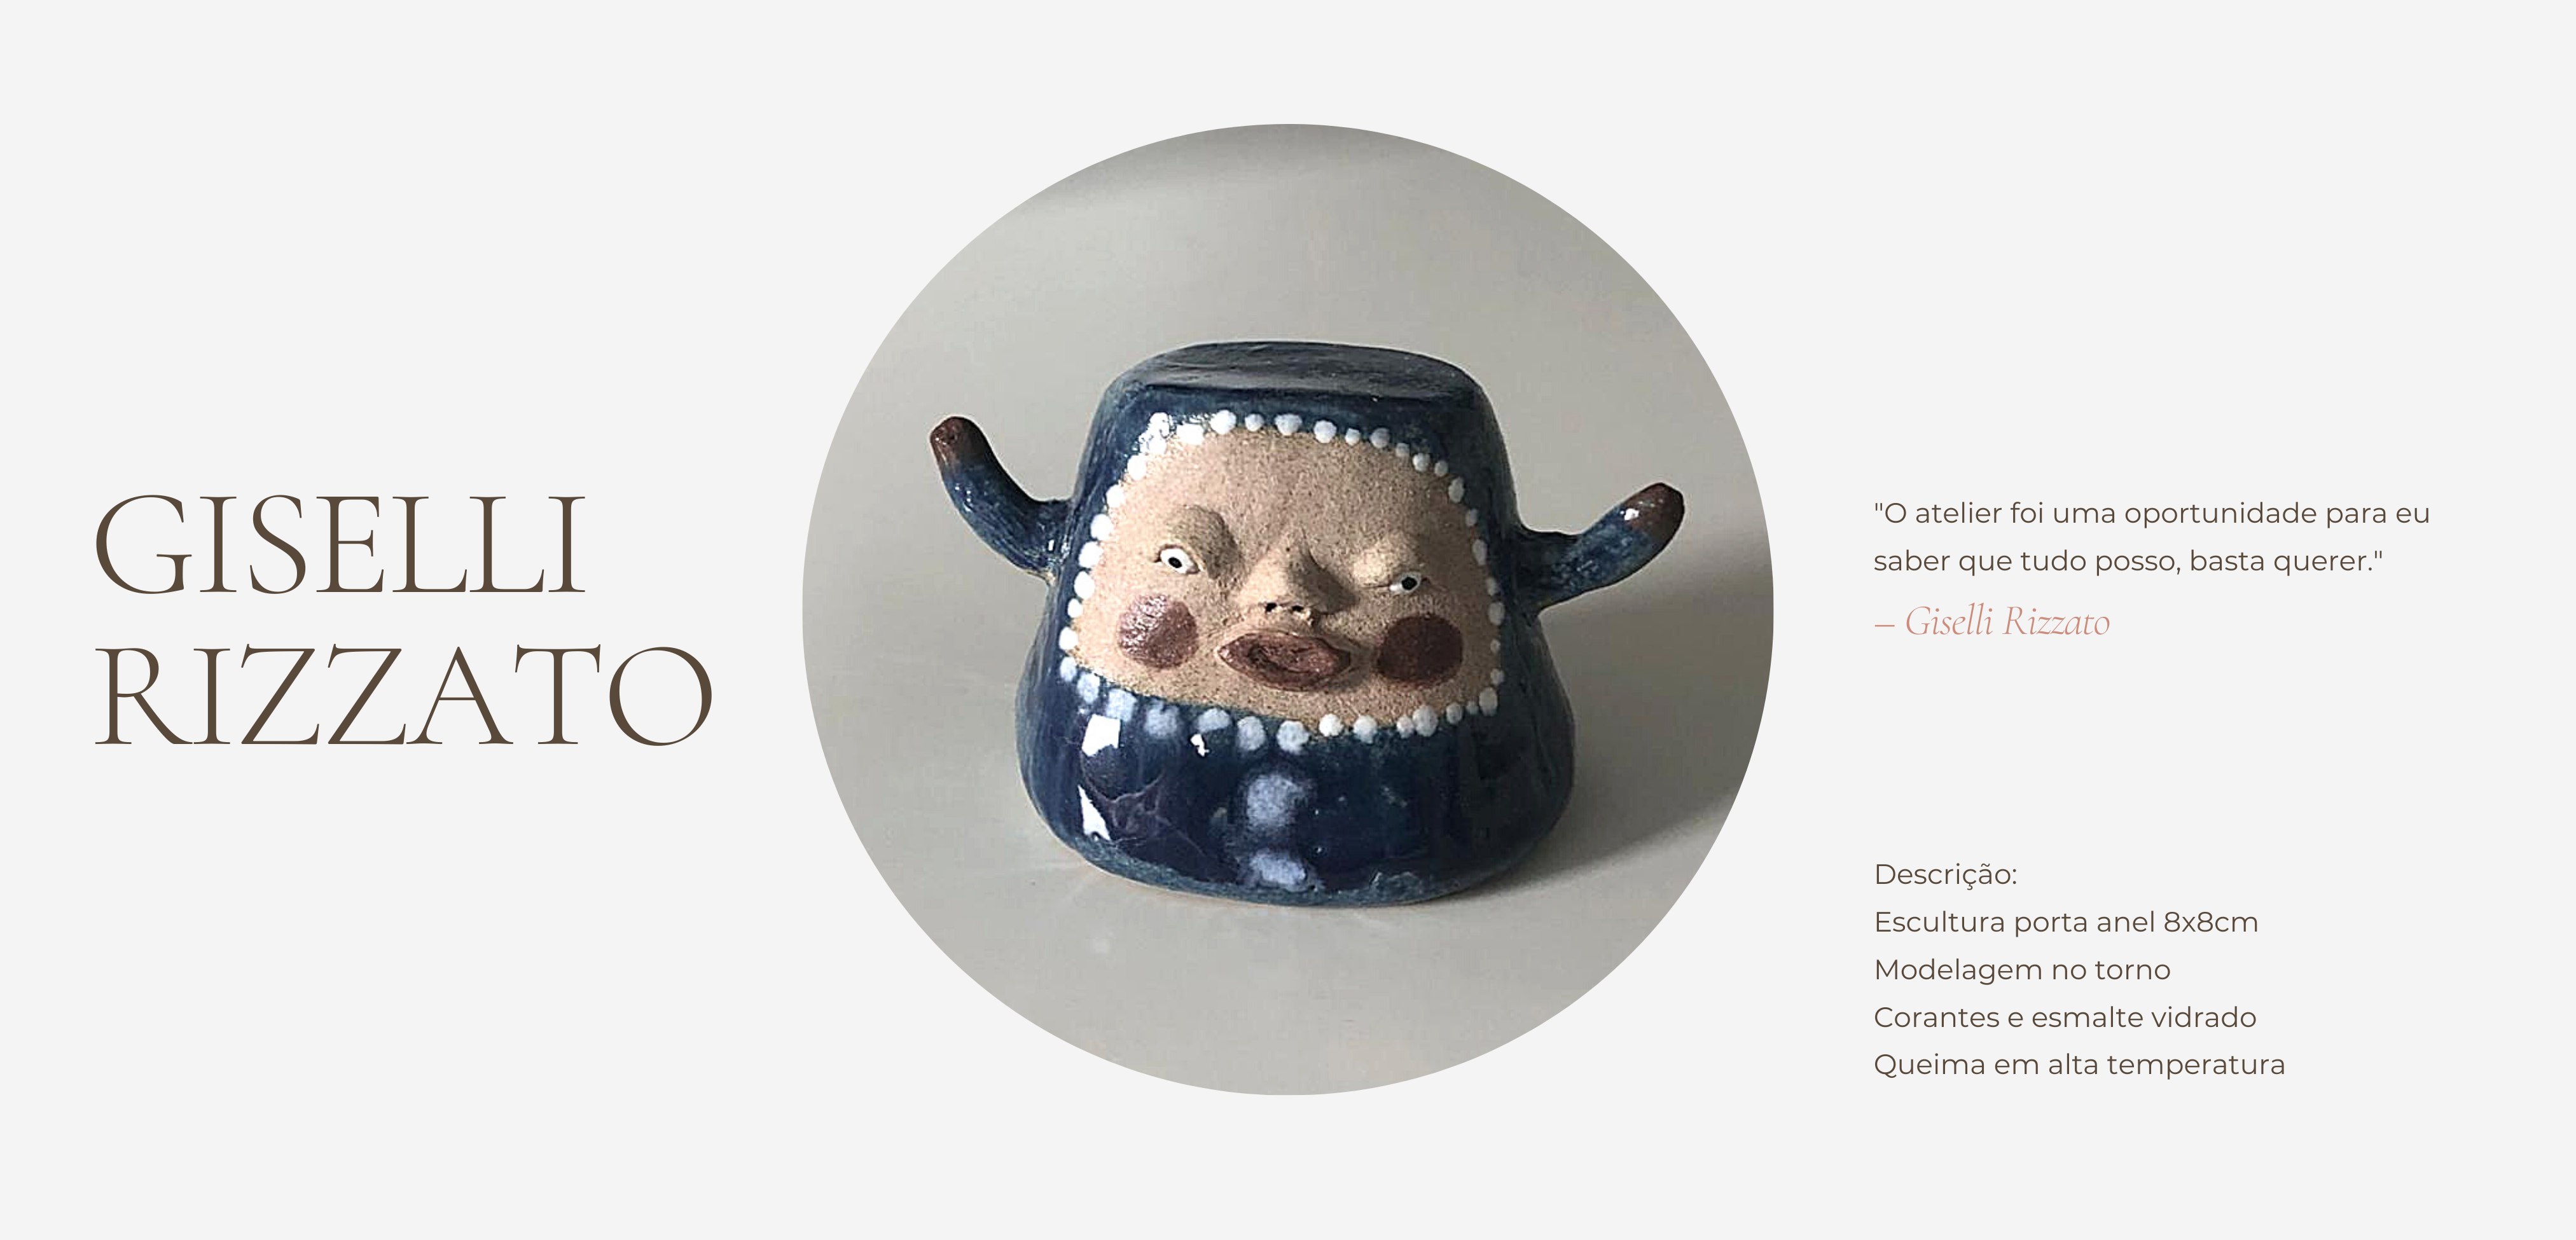 GISELLI
RIZZATO
"O atelier foi uma oportunidade para eu
saber que tudo posso, basta querer."
– Giselli Rizzato
Descrição:
Escultura porta anel 8x8cm
Modelagem no torno
Corantes e esmalte vidrado
Queima em alta temperatura